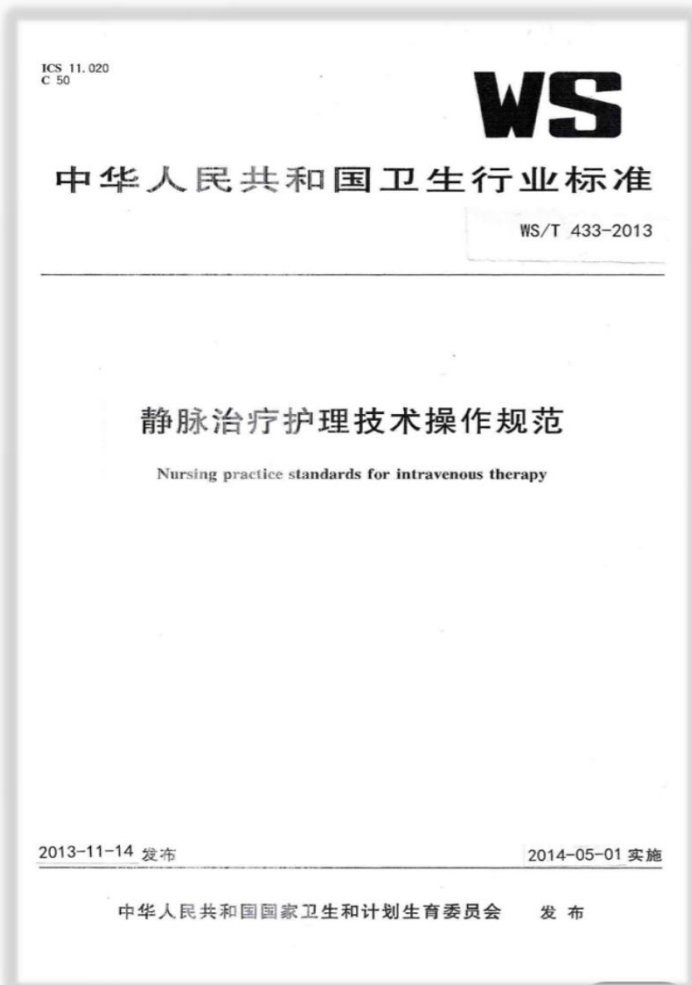 ICS 11.020
C 50
WS
中华人民共和国卫生行业标准
WS/T 433-2013
静脉治疗护理技术操作规范
Nursing practice standards for intravenous therapy
2013-11-14 发布
2014-05-01 实施
中华人民共和国国家卫生和计划生育委员会 发布